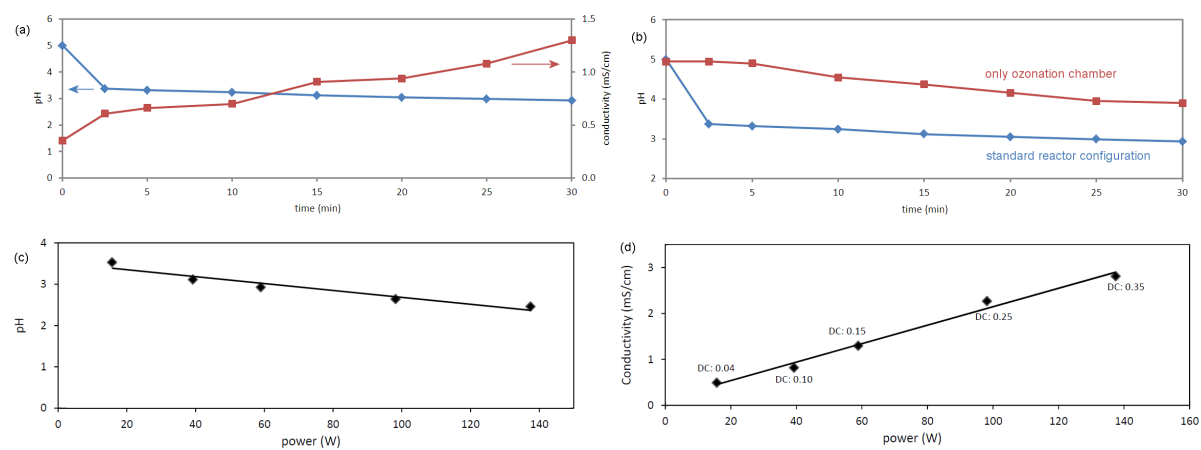 (a)
6
5
4
3
2
1
0
pH
1.5
1.0
0.5
0.0
conductivity (mS/cm)
0 5 10 15 20 25 30
time (min)
(b)
6
5
4
3
2
pH
only ozonation chamber
standard reactor configuration
0 5 10 15 20 25 30
time (min)
(c)
4
3
2
1
0
pH
0 20 40 60 80 100 120 140
power (W)
(d)
3
2
1
0
Conductivity (mS/cm)
DC: 0.04
DC: 0.10
DC: 0.15
DC: 0.25
DC: 0.35
0 20 40 60 80 100 120 140 160
power (W)